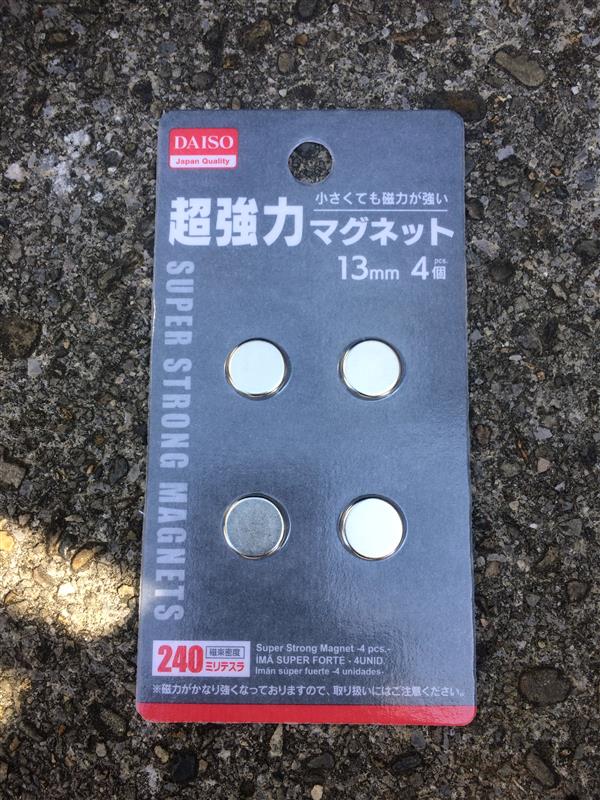 DAISO
Japan Quality
小さくても磁力が強い
超強力マグネット
13mm 4個
pcs.
SUPER STRONG MAGNETS
240 磁束密度 ミリテスラ
Super Strong Magnet -4 pcs.-
IMÃ SUPER FORTE - 4UNID.
Imán súper fuerte -4 unidades-
※磁力がかなり強くなっておりますので、取り扱いにはご注意ください。